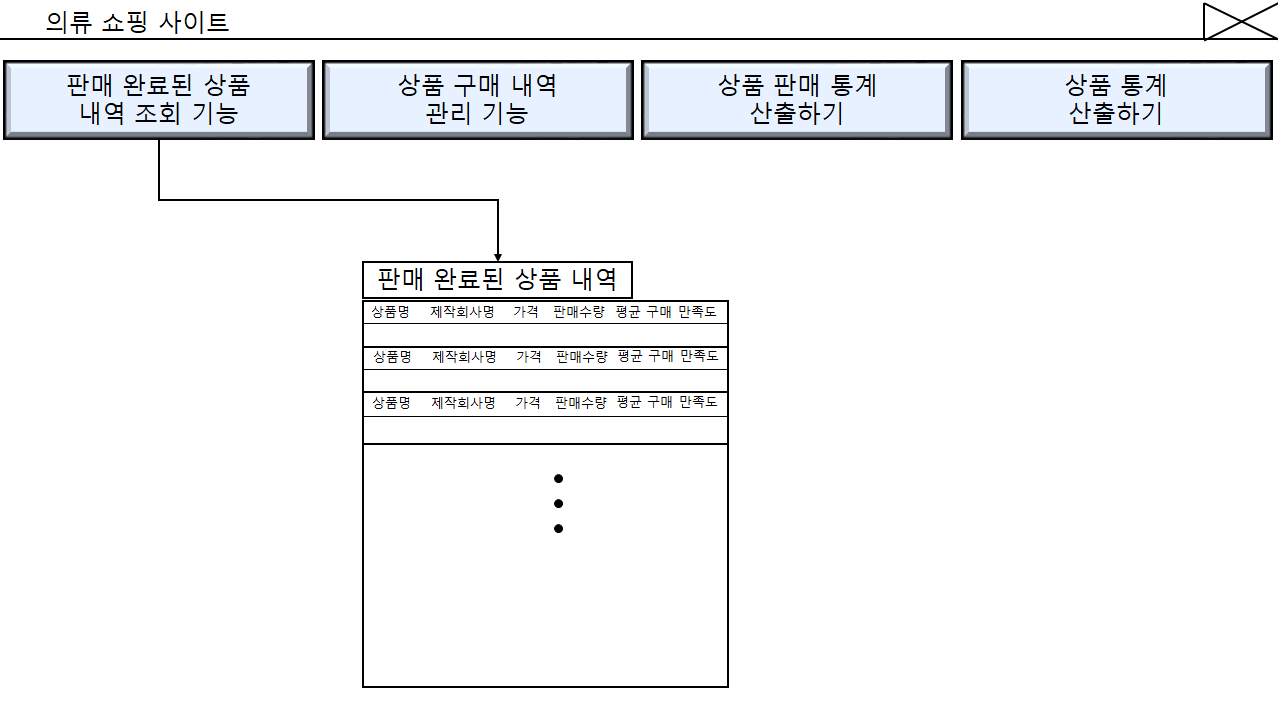 의류 쇼핑 사이트
판매 완료된 상품
내역 조회 기능
상품 구매 내역
관리 기능
상품 판매 통계
산출하기
상품 통계
산출하기
판매 완료된 상품 내역
상품명 제작회사명 가격 판매수량 평균 구매 만족도
상품명 제작회사명 가격 판매수량 평균 구매 만족도
상품명 제작회사명 가격 판매수량 평균 구매 만족도